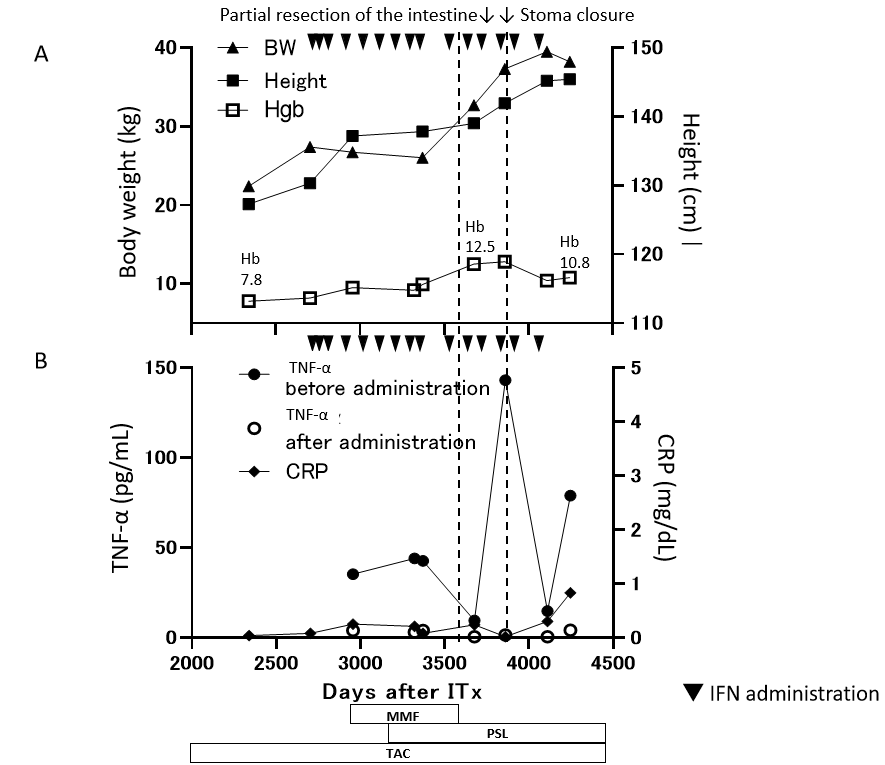 Partial resection of the intestine ↓ ↓ Stoma closure
A
40
30
20
10
Body weight (kg)
BW
Height
Hgb
Hb
7.8
Hb
12.5
Hb
10.8
150
140
130
120
110
Height (cm) |
B
150
100
50
0
TNF-α (pg/mL)
TNF-α
before administration
TNF-α
after administration
CRP
5
4
3
2
1
0
CRP (mg/dL)
2000 2500 3000 3500 4000 4500
Days after ITx
▼ IFN administration
MMF
PSL
TAC